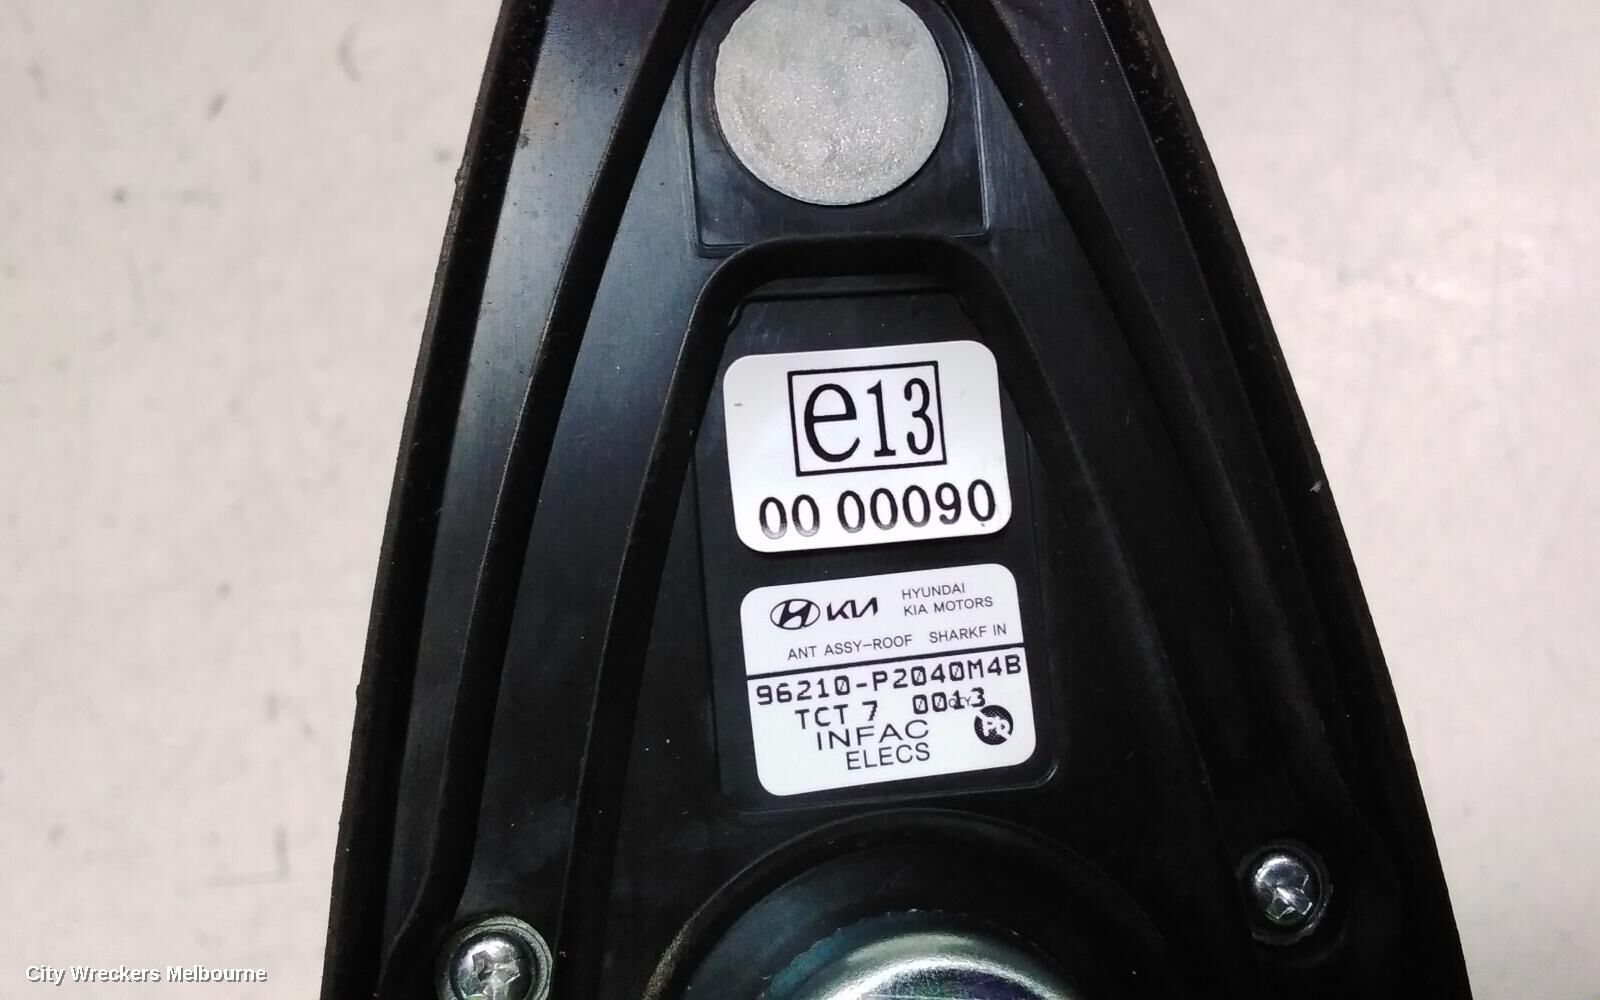 e13
00 00090
KIA
HYUNDAI
KIA MOTORS
ANT ASSY-ROOF SHARKF IN
96210-P2040M4B
TCT 7 0013
INFAC
ELECS
City Wreckers Melbourne